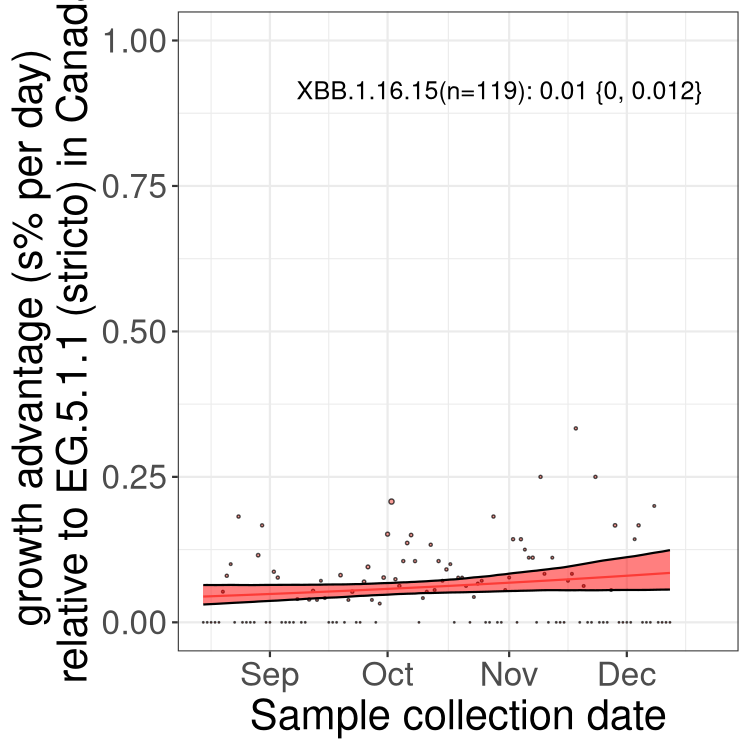 growth advantage (s% per day)
relative to EG.5.1.1 (stricto) in Canada
1.00
0.75
0.50
0.25
0.00
XBB.1.16.15(n=119): 0.01 {0, 0.012}
Sep Oct Nov Dec
Sample collection date